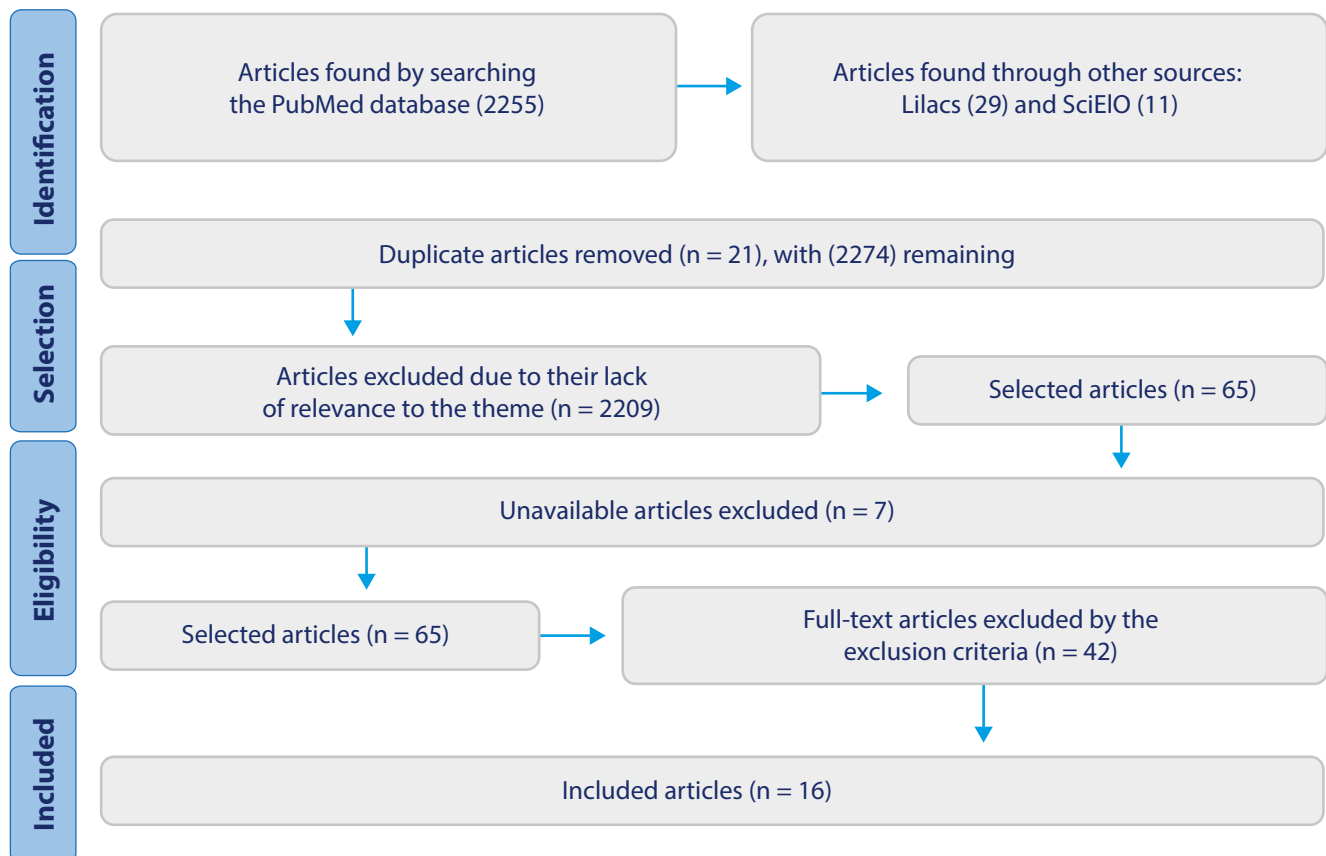 Identification
Articles found by searching
the PubMed database (2255)
Articles found through other sources:
Lilacs (29) and SciElO (11)
Duplicate articles removed (n = 21), with (2274) remaining
Selection
Articles excluded due to their lack
of relevance to the theme (n = 2209)
Selected articles (n = 65)
Eligibility
Unavailable articles excluded (n = 7)
Selected articles (n = 65)
Full-text articles excluded by the
exclusion criteria (n = 42)
Included
Included articles (n = 16)